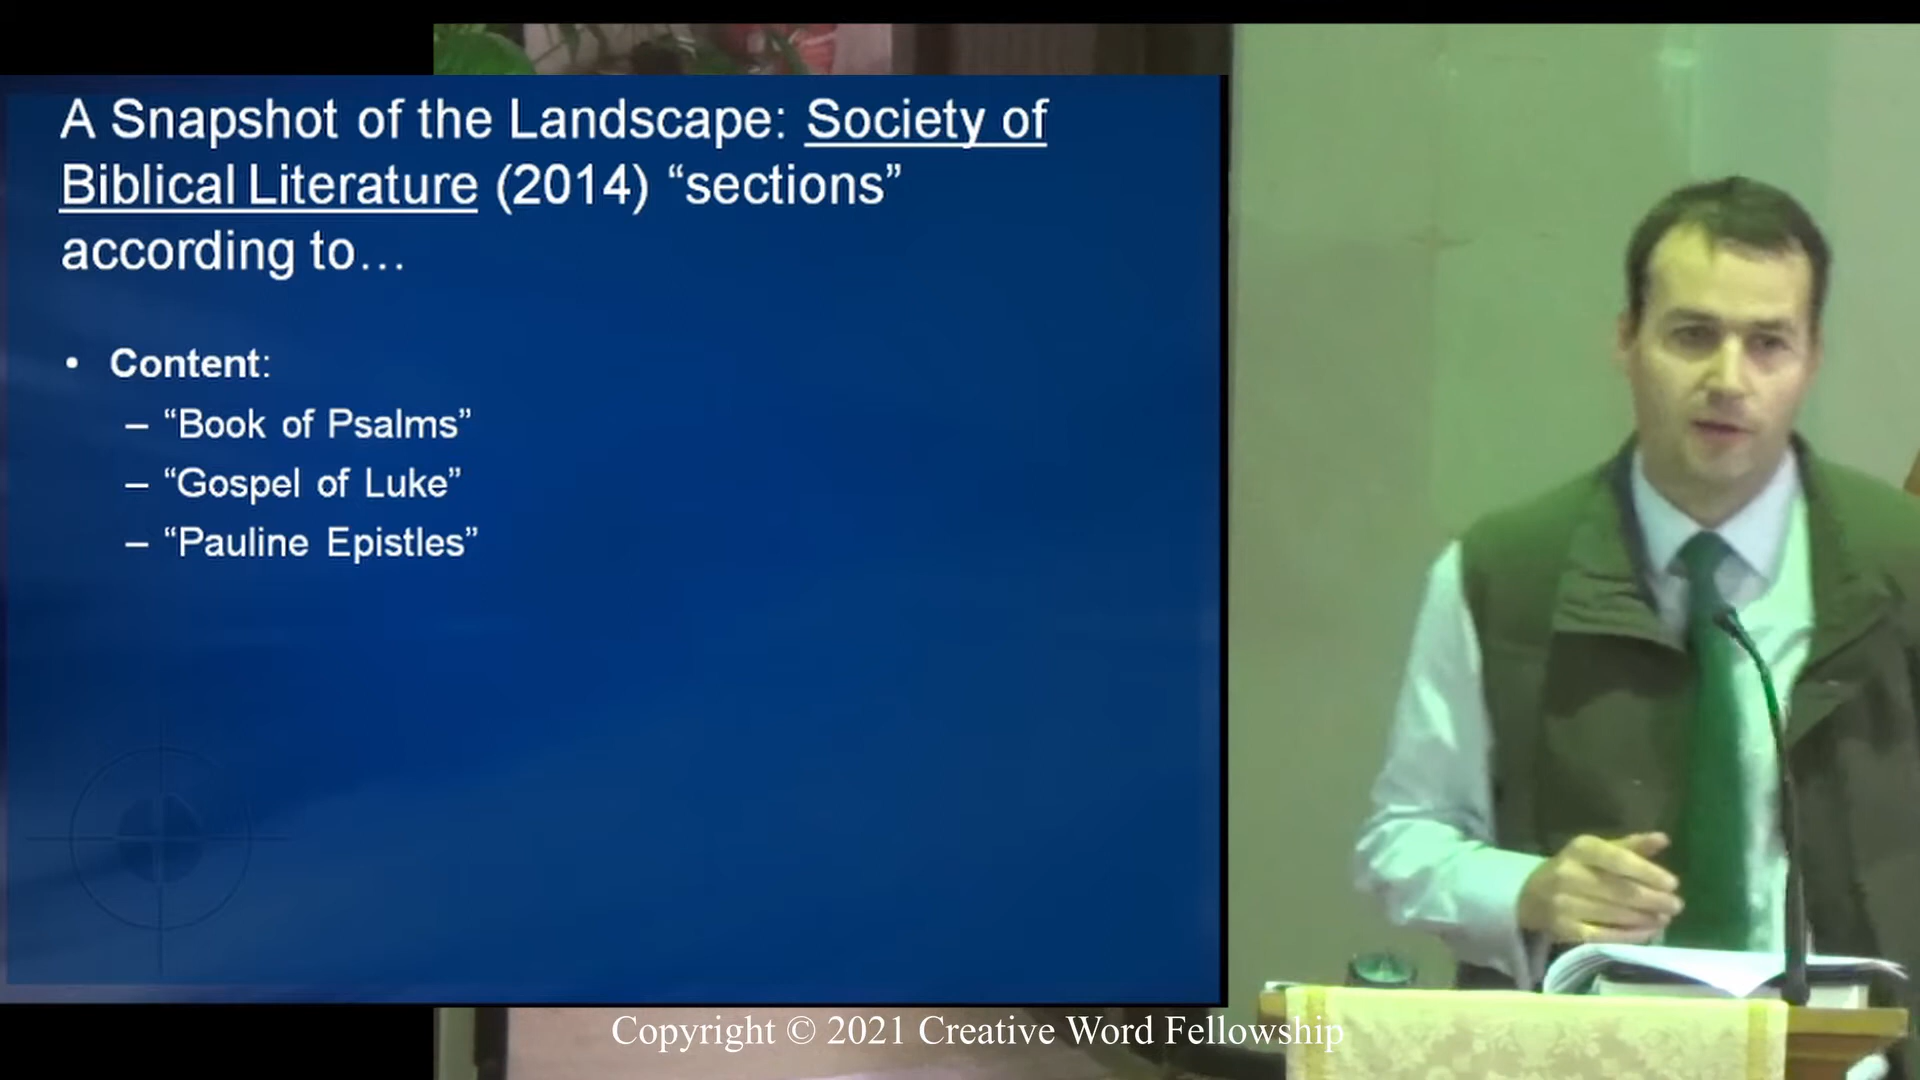 A Snapshot of the Landscape: Society of
Biblical Literature (2014) “sections”
according to…
• Content:
– “Book of Psalms”
– “Gospel of Luke”
– “Pauline Epistles”
Copyright © 2021 Creative Word Fellowship